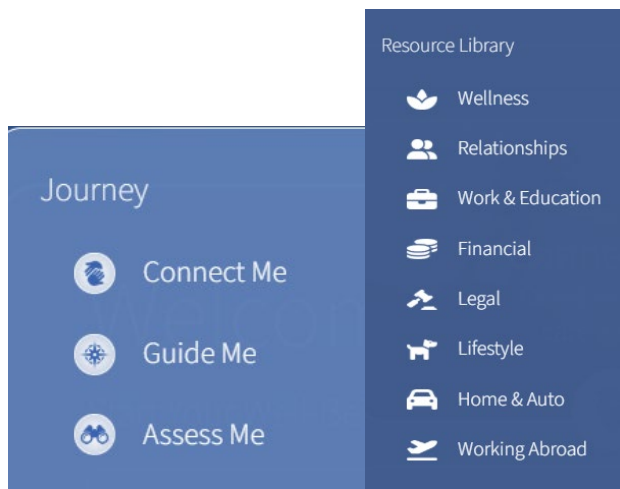 Journey
Connect Me
Guide Me
Assess Me
Resource Library
Wellness
Relationships
Work & Education
Financial
Legal
Lifestyle
Home & Auto
Working Abroad